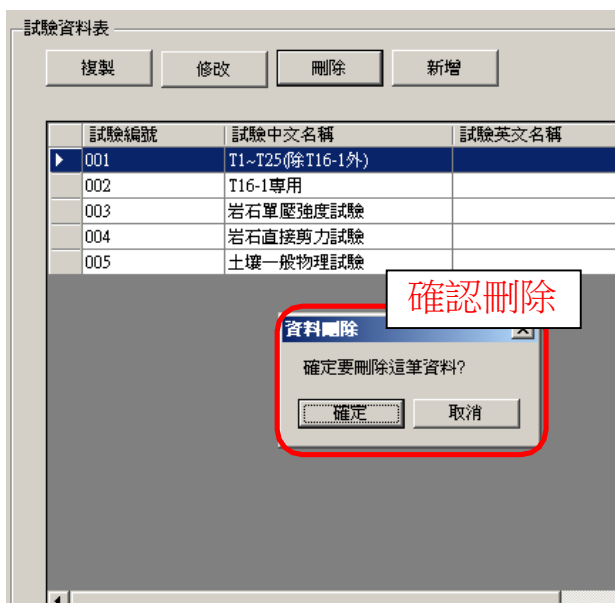 試驗資料表
複製 修改 刪除 新增
試驗編號 試驗中文名稱 試驗英文名稱
001 T1~T25(除T16-1外)
002 T16-1專用
003 岩石單壓強度試驗
004 岩石直接剪力試驗
005 土壤一般物理試驗
確認刪除
資料刪除
確定要刪除這筆資料?
確定 取消